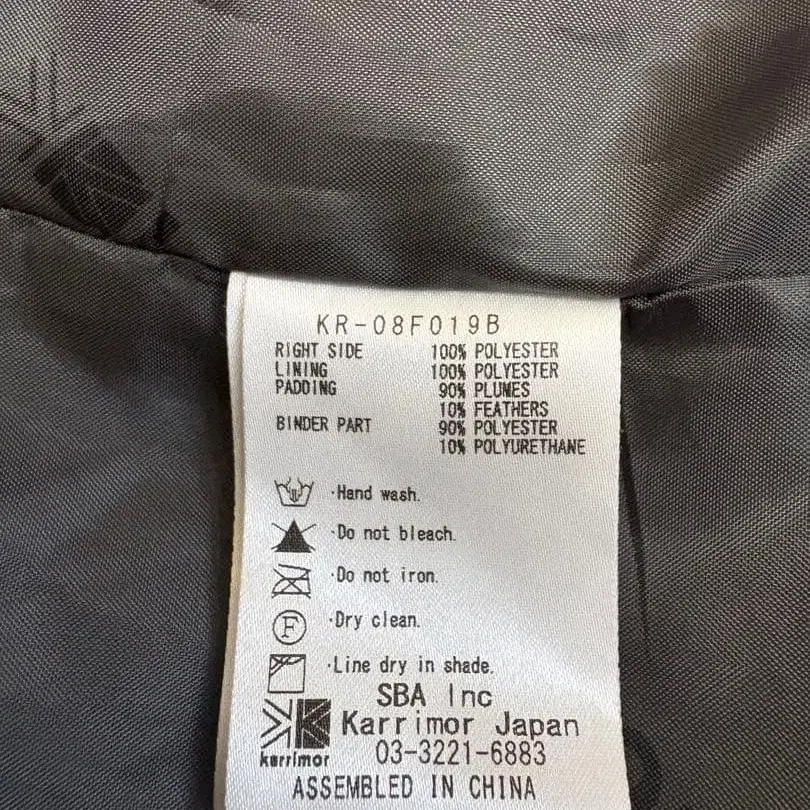 KR-08F019B
RIGHT SIDE 100% POLYESTER
LINING 100% POLYESTER
PADDING 90% PLUMES
10% FEATHERS
BINDER PART 90% POLYESTER
10% POLYURETHANE
·Hand wash.
·Do not bleach.
·Do not iron.
F ·Dry clean.
·Line dry in shade.
SBA Inc
Karrimor Japan
karrimor 03-3221-6883
ASSEMBLED IN CHINA